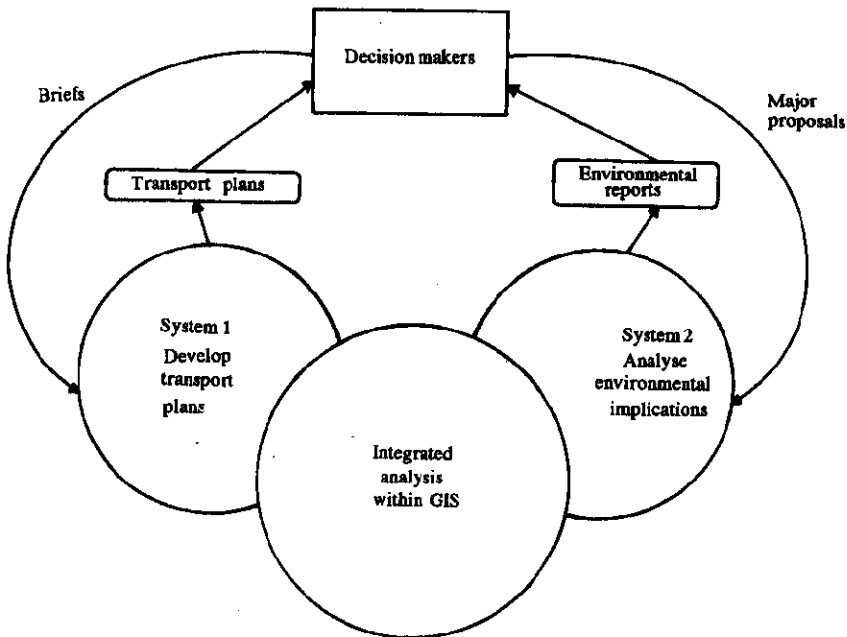 Decision makers
Briefs
Major
proposals
Transport plans
Environmental
reports
System 1
Develop
transport
plans
System 2
Analyse
environmental
implications
Integrated
analysis
within GIS